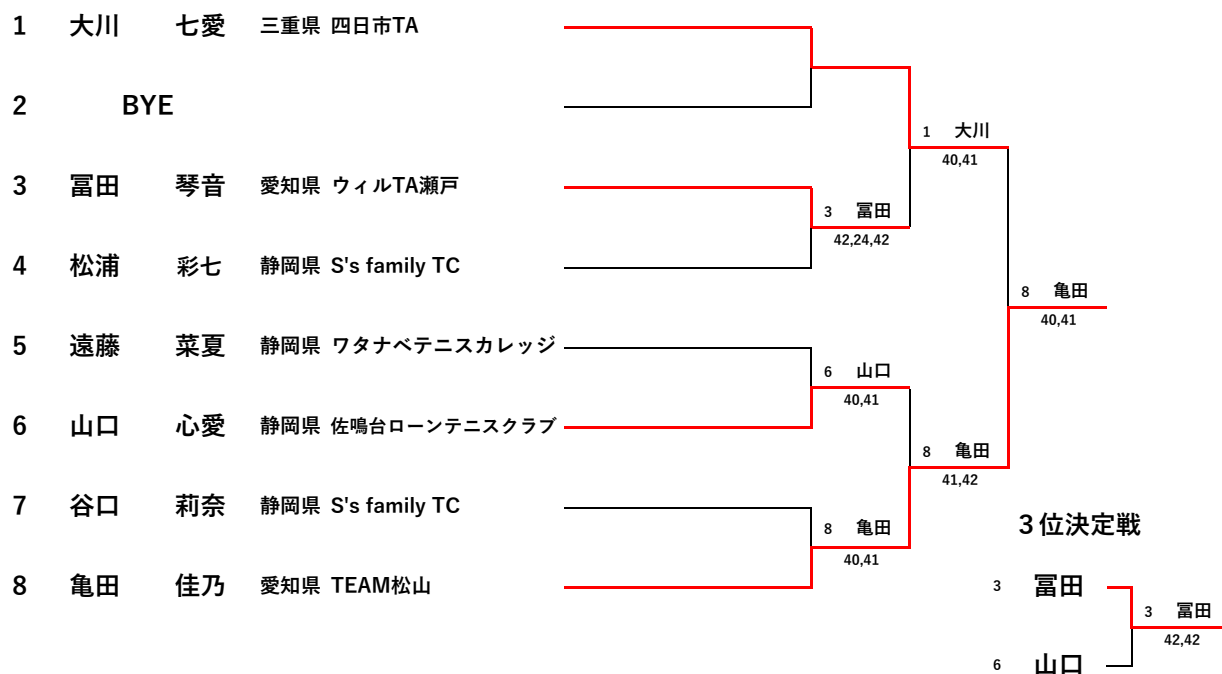 1 大川 七愛 三重県 四日市TA
2 BYE
1 大川
40,41
3 冨田 琴音 愛知県 ウィルTA瀬戸
3 冨田
42,24,42
4 松浦 彩七 静岡県 S's family TC
8 亀田
40,41
5 遠藤 菜夏 静岡県 ワタナベテニスカレッジ
6 山口
40,41
6 山口 心愛 静岡県 佐鳴台ローンテニスクラブ
8 亀田
41,42
7 谷口 莉奈 静岡県 S's family TC
8 亀田
40,41
8 亀田 佳乃 愛知県 TEAM松山
３位決定戦
3 冨田
3 冨田
42,42
6 山口